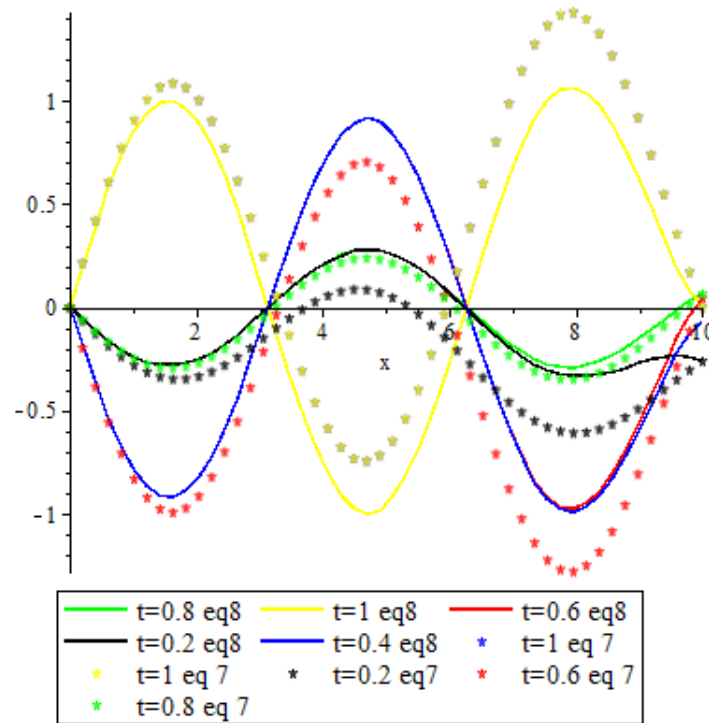 1
0.5
0
2 4 6 8 10
x
-0.5
-1
t=0.8 eq8 t=1 eq8 t=0.6 eq8
t=0.2 eq8 t=0.4 eq8 t=1 eq 7
t=1 eq 7 t=0.2 eq7 t=0.6 eq 7
t=0.8 eq 7